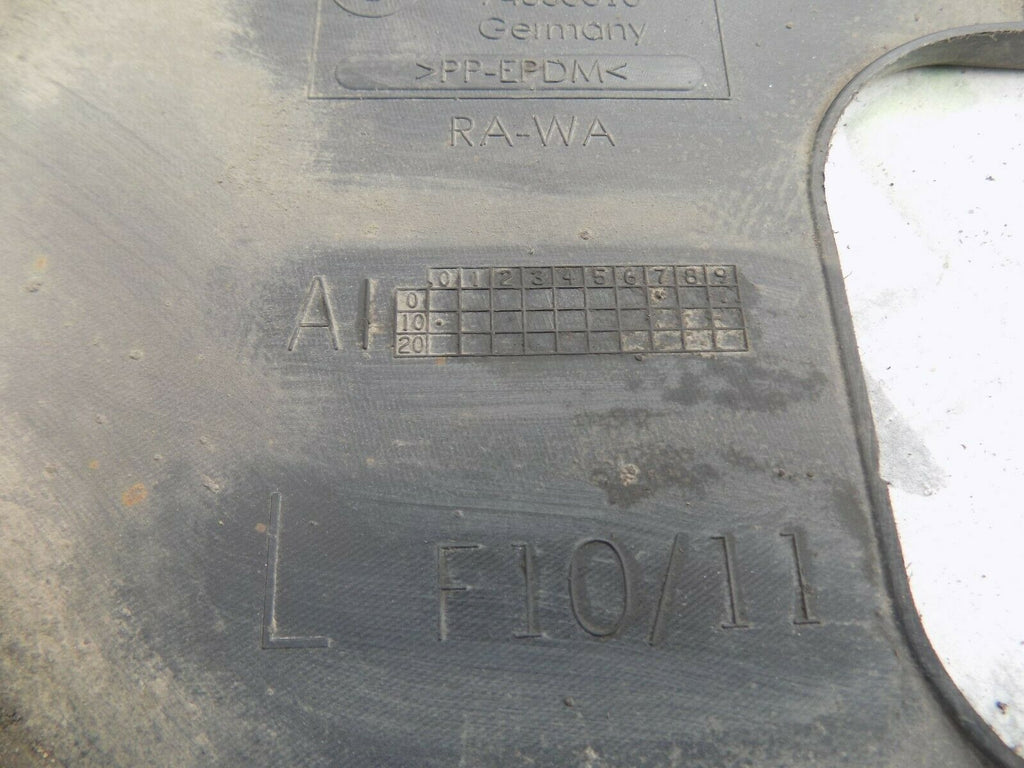 Germany
>PP-EPDM<
RA-WA
AI
0 1 2 3 4 5 6 7 8 9
0
10
20
L F10/11